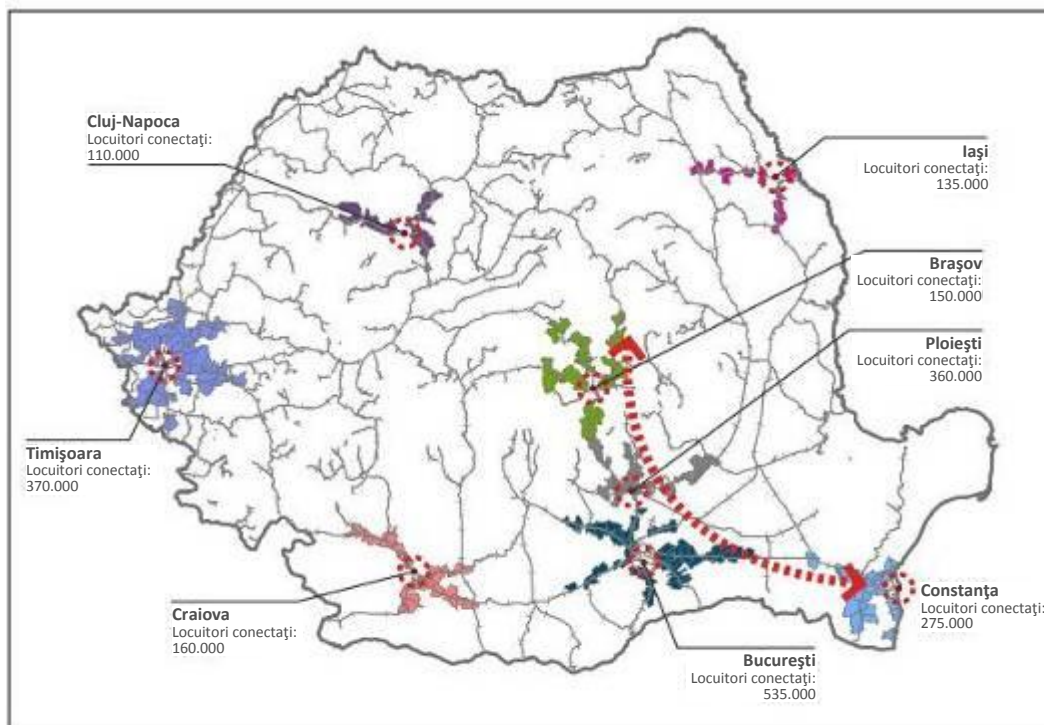 Cluj-Napoca
Locuitori conectaţi:
110.000
Iaşi
Locuitori conectaţi:
135.000
Braşov
Locuitori conectaţi:
150.000
Ploieşti
Locuitori conectaţi:
360.000
Timişoara
Locuitori conectaţi:
370.000
Craiova
Locuitori conectaţi:
160.000
Constanţa
Locuitori conectaţi:
275.000
Bucureşti
Locuitori conectaţi:
535.000